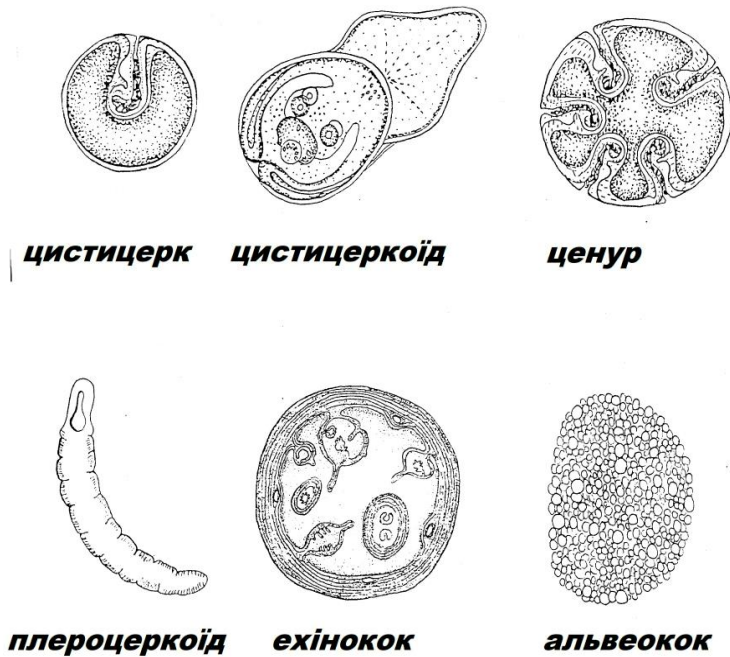 цистицерк цистицеркоїд ценур
плероцеркоїд ехінокок альвеокок